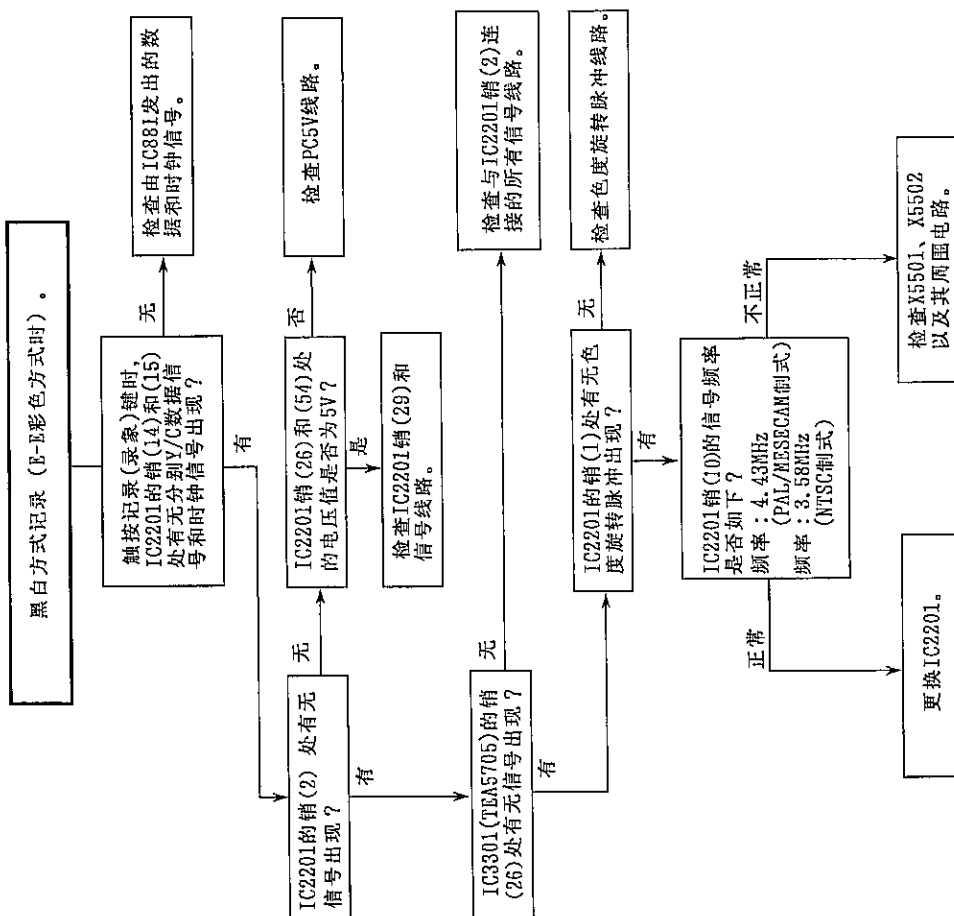 黑白方式记录 (E-E彩色方式时) 。
触按记录(录象)键时,
IC2201的销(14)和(15)
处有无分别Y/C数据信
号和时钟信号出现?
无
检查由IC881发出的数
据和时钟信号。
有
IC2201的销(2) 处有无
信号出现?
无
IC2201销(26)和(54)处
的电压值是否为5V?
否
检查PC5V线路。
是
检查IC2201销(29)和
信号线路。
有
IC3301(TEA5705)的销
(26)处有无信号出现?
无
检查与IC2201销(2)连
接的所有信号线路。
有
IC2201的销(1)处有无色
度旋转脉冲出现?
无
检查色度旋转脉冲线路。
有
IC2201销(10)的信号频率
是否如下?
频率:4.43MHz
(PAL/MESECAM制式)
频率:3.58MHz
(NTSC制式)
不正常
检查X5501、X5502
以及其周围电路。
正常
更换IC2201。